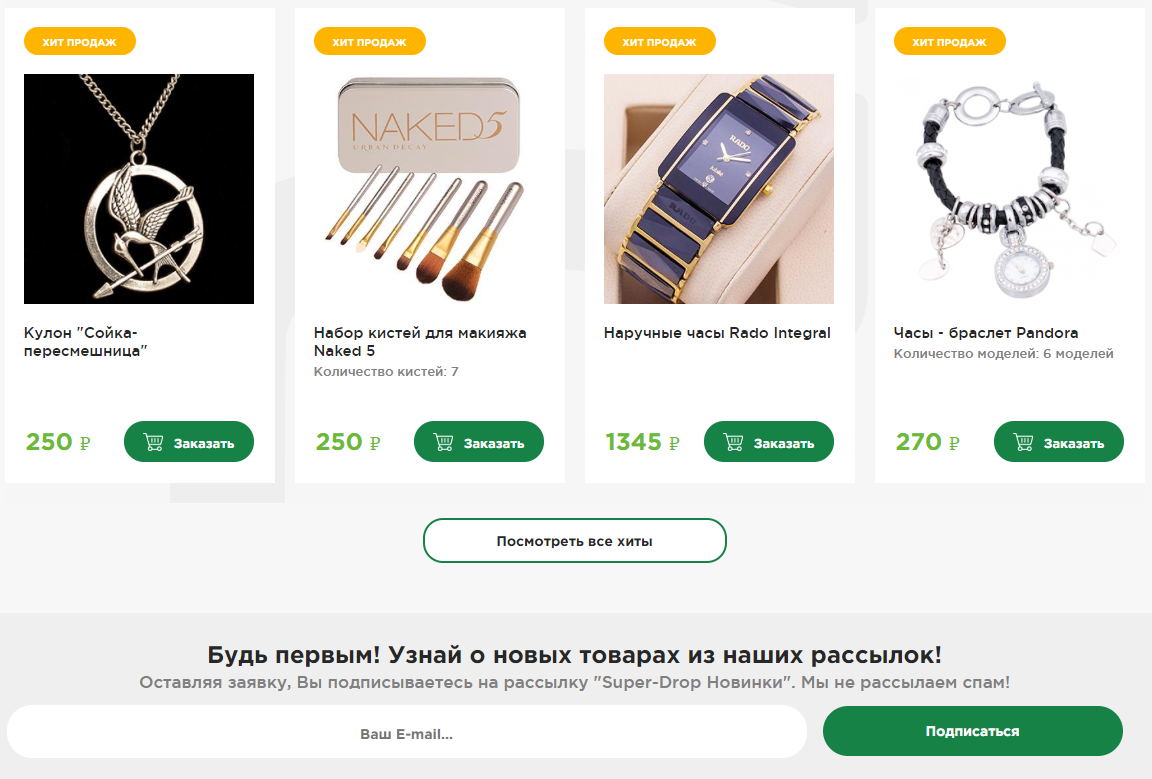 ХИТ ПРОДАЖ
ХИТ ПРОДАЖ
ХИТ ПРОДАЖ
ХИТ ПРОДАЖ
NAKED5
URBAN DECAY
RADO
RADO
Кулон "Сойка-
пересмешница"
Набор кистей для макияжа
Naked 5
Количество кистей: 7
Наручные часы Rado Integral
Часы - браслет Pandora
Количество моделей: 6 моделей
250 ₽
Заказать
250 ₽
Заказать
1345 ₽
Заказать
270 ₽
Заказать
Посмотреть все хиты
Будь первым! Узнай о новых товарах из наших рассылок!
Оставляя заявку, Вы подписываетесь на рассылку "Super-Drop Новинки". Мы не рассылаем спам!
Ваш E-mail...
Подписаться